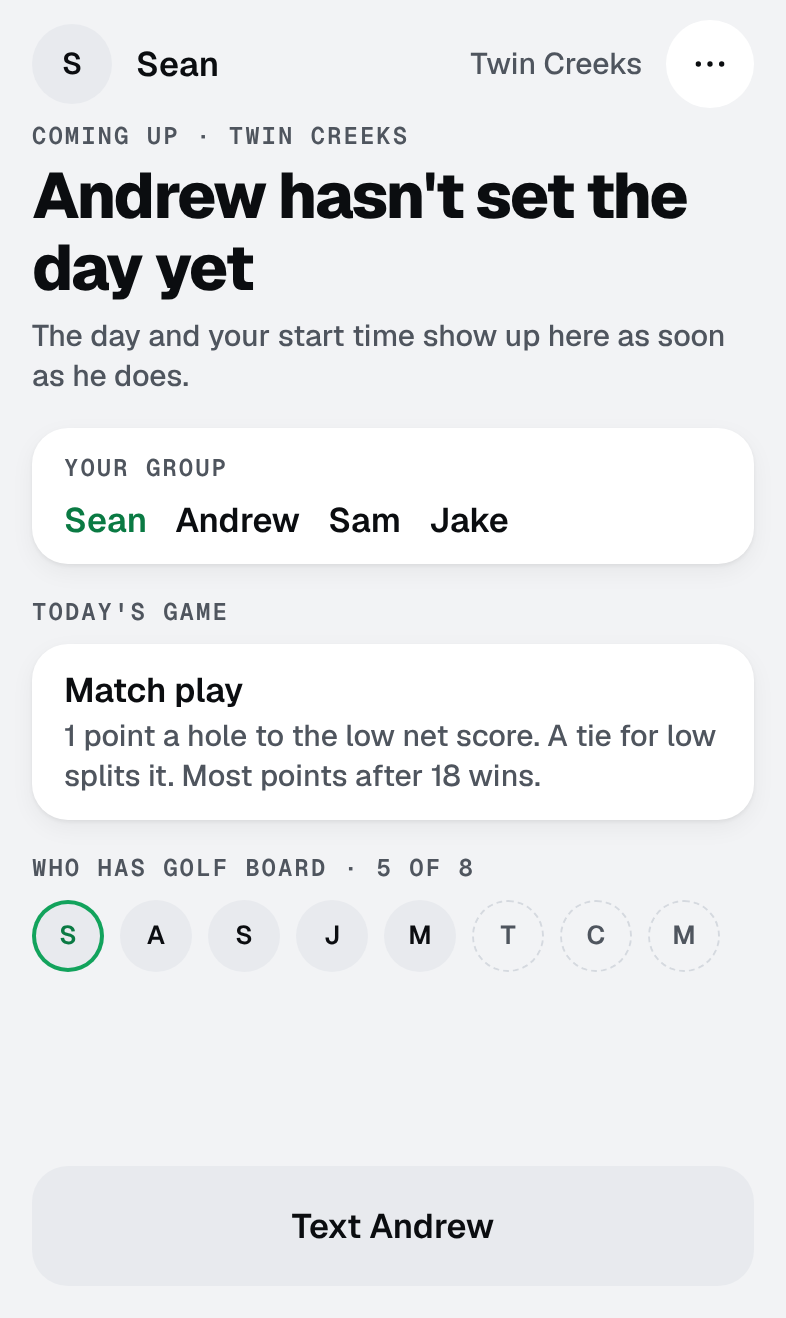 S Sean Twin Creeks ...
COMING UP · TWIN CREEKS
Andrew hasn't set the
day yet
The day and your start time show up here as soon
as he does.
YOUR GROUP
Sean Andrew Sam Jake
TODAY'S GAME
Match play
1 point a hole to the low net score. A tie for low
splits it. Most points after 18 wins.
WHO HAS GOLF BOARD · 5 OF 8
S A S J M T C M
Text Andrew